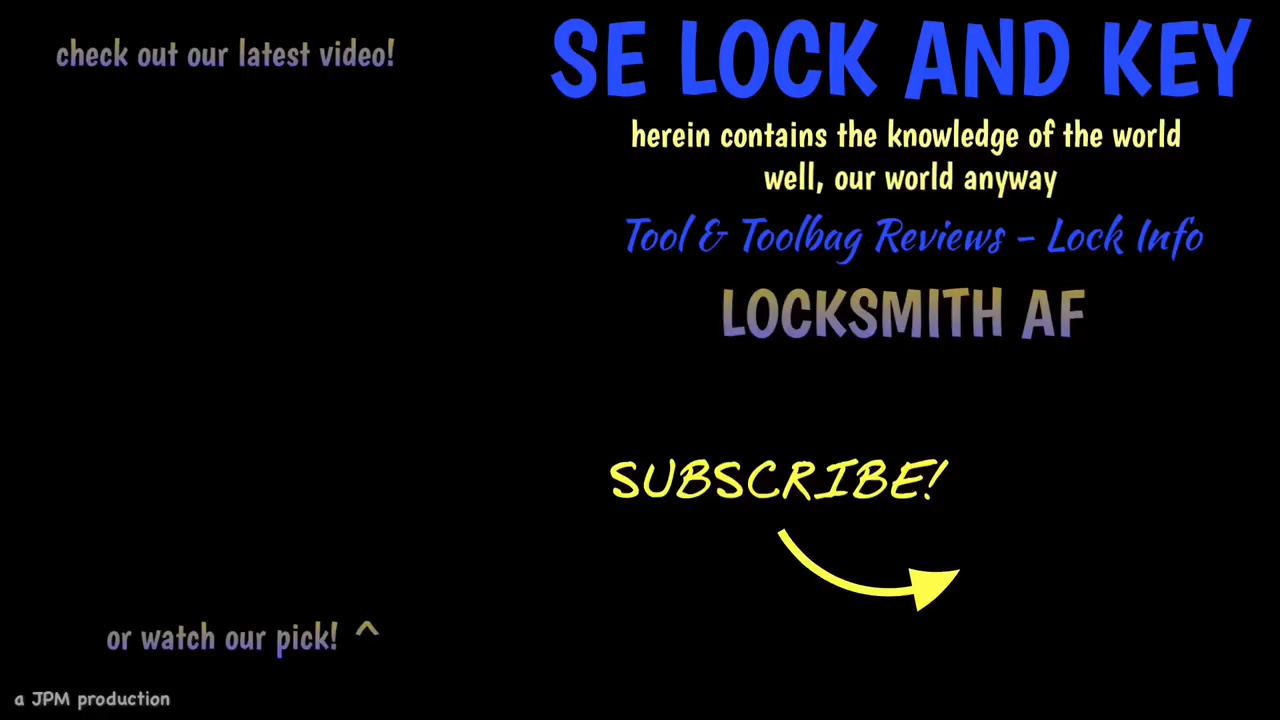 check out our latest video!
SE LOCK AND KEY
herein contains the knowledge of the world
well, our world anyway
Tool & Toolbag Reviews - Lock Info
LOCKSMITH AF
SUBSCRIBE!
or watch our pick! ^
a JPM production